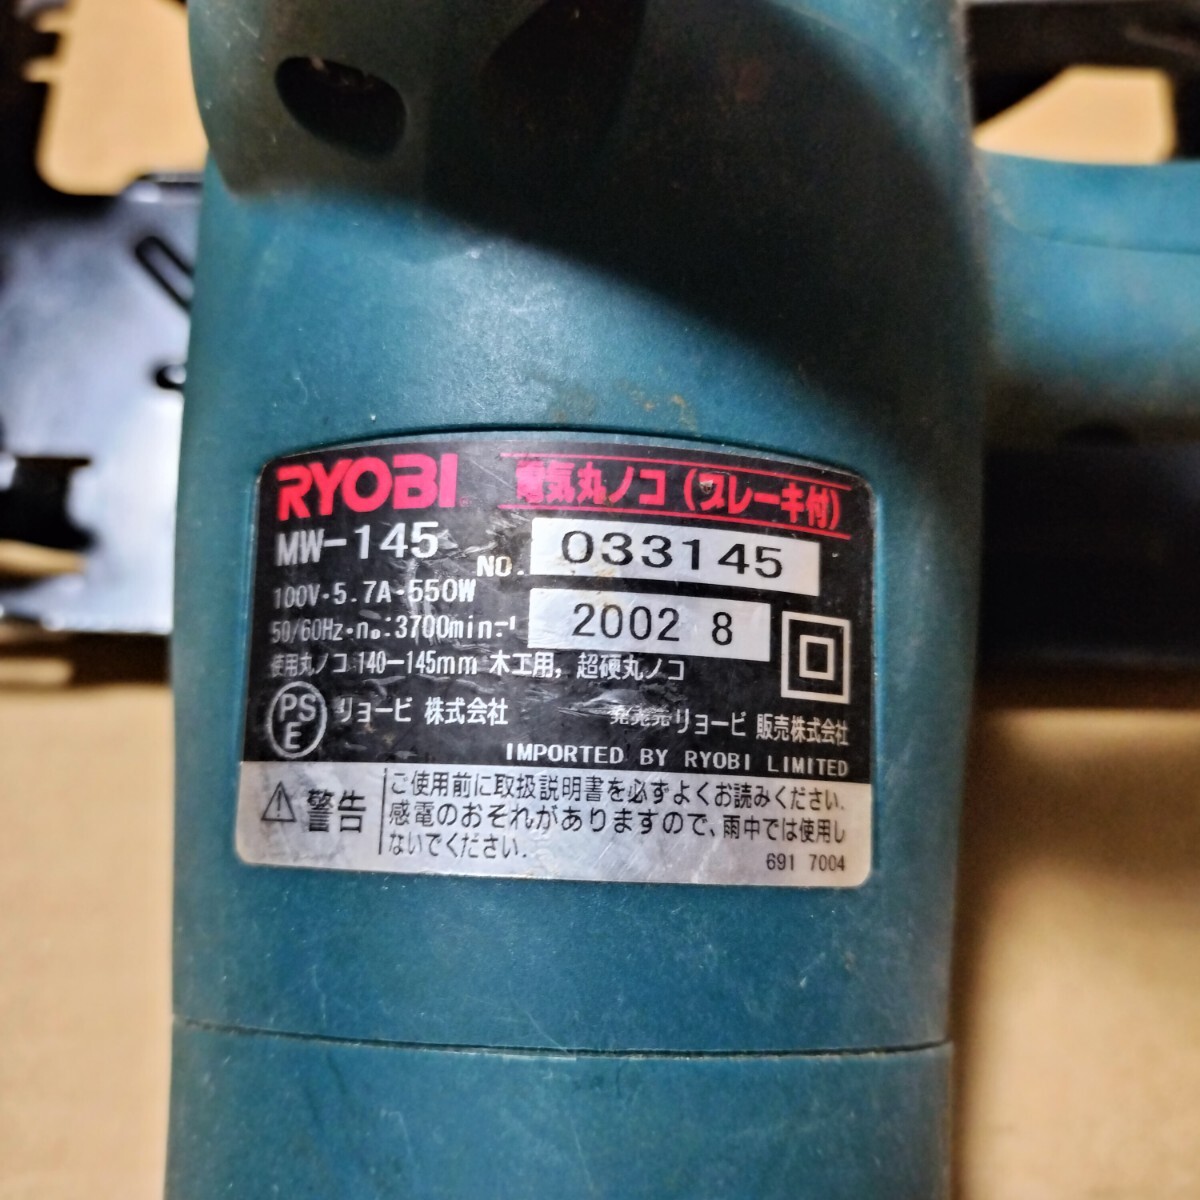 RYOBI 電気丸ノコ(ブレーキ付)
MW-145 NO. 033145
100V·5.7A·550W
50/60Hz·n₀:3700min.⁻¹ 2002 8
使用丸ノコ 140-145mm 木工用, 超硬丸ノコ
PSE リョービ 株式会社 発売元 リョービ 販売株式会社
IMPORTED BY RYOBI LIMITED
警告
ご使用前に取扱説明書を必ずよくお読みください.
感電のおそれがありますので、雨中では使用し
ないでください.
691 7004